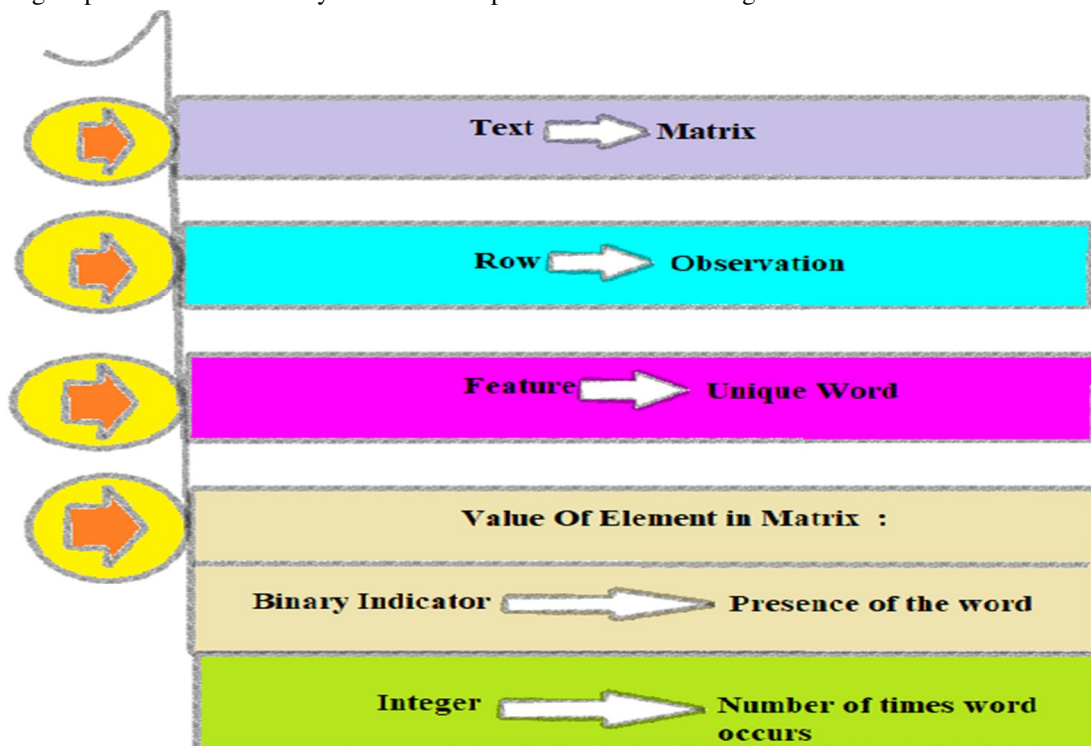 Text Matrix
Row Observation
Feature Unique Word
Value Of Element in Matrix :
Binary Indicator Presence of the word
Integer Number of times word
occurs